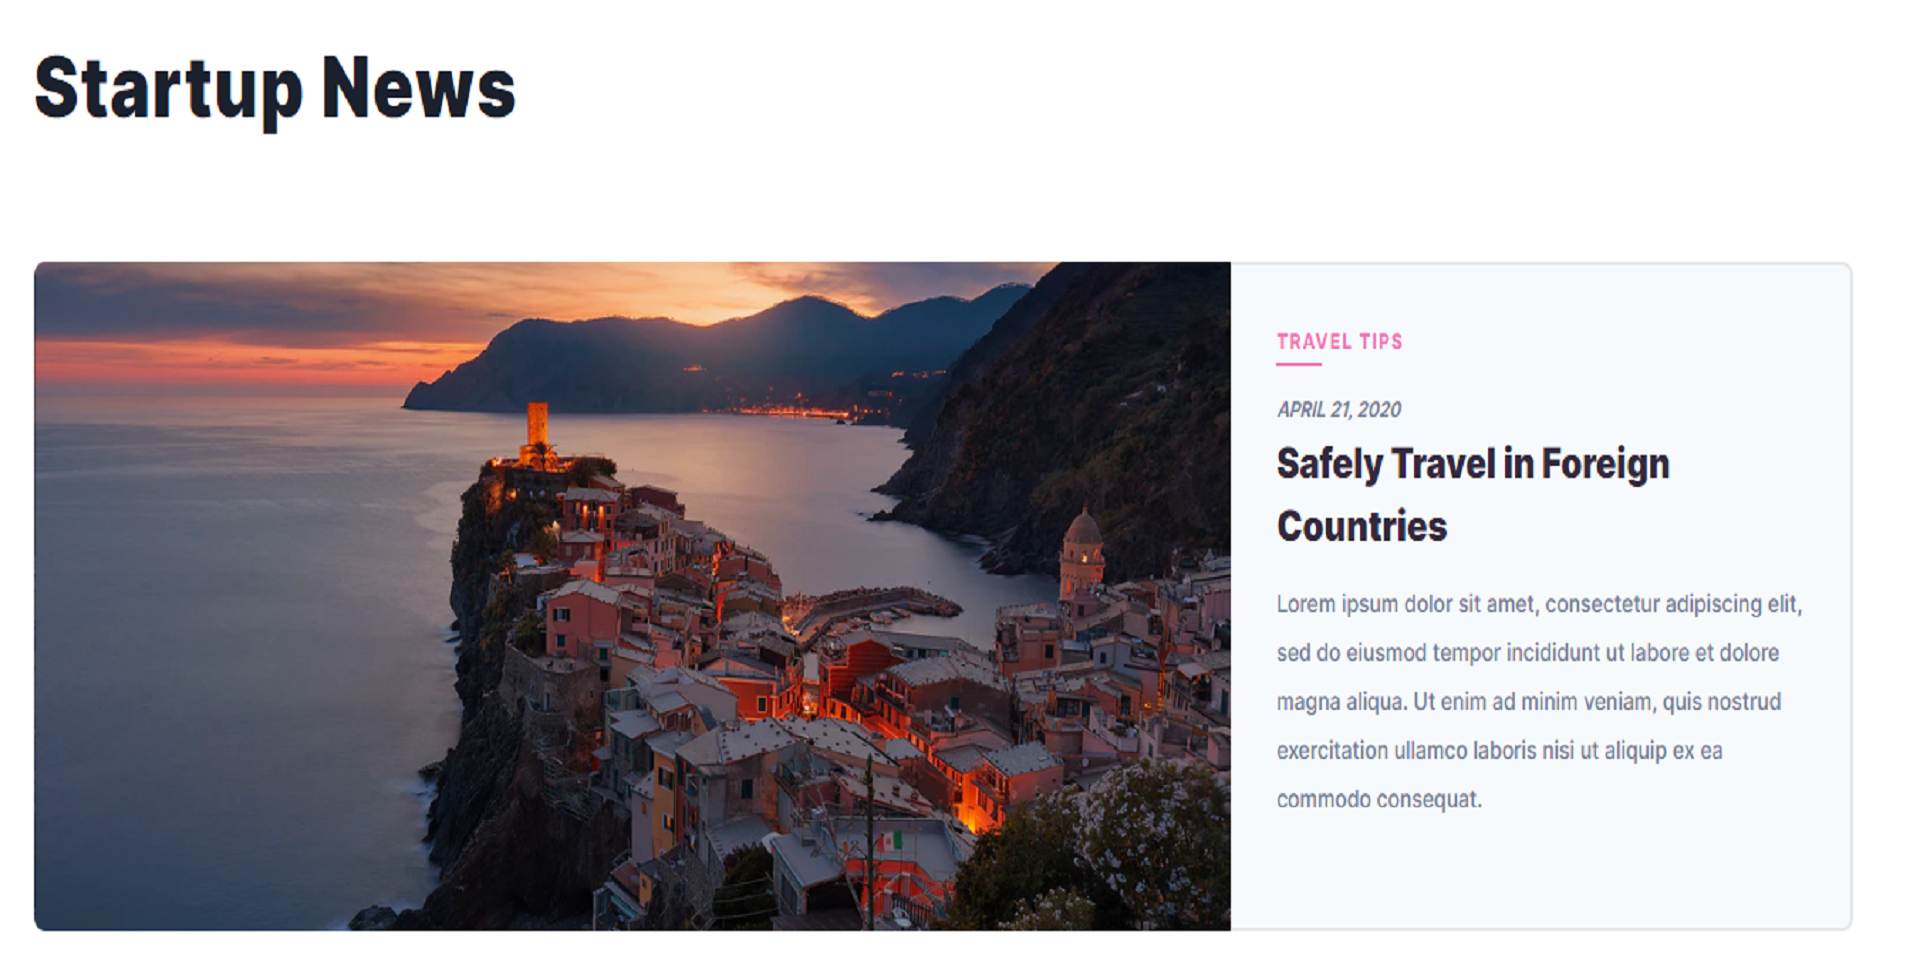 Startup News
TRAVEL TIPS
APRIL 21, 2020
Safely Travel in Foreign
Countries
Lorem ipsum dolor sit amet, consectetur adipiscing elit,
sed do eiusmod tempor incididunt ut labore et dolore
magna aliqua. Ut enim ad minim veniam, quis nostrud
exercitation ullamco laboris nisi ut aliquip ex ea
commodo consequat.